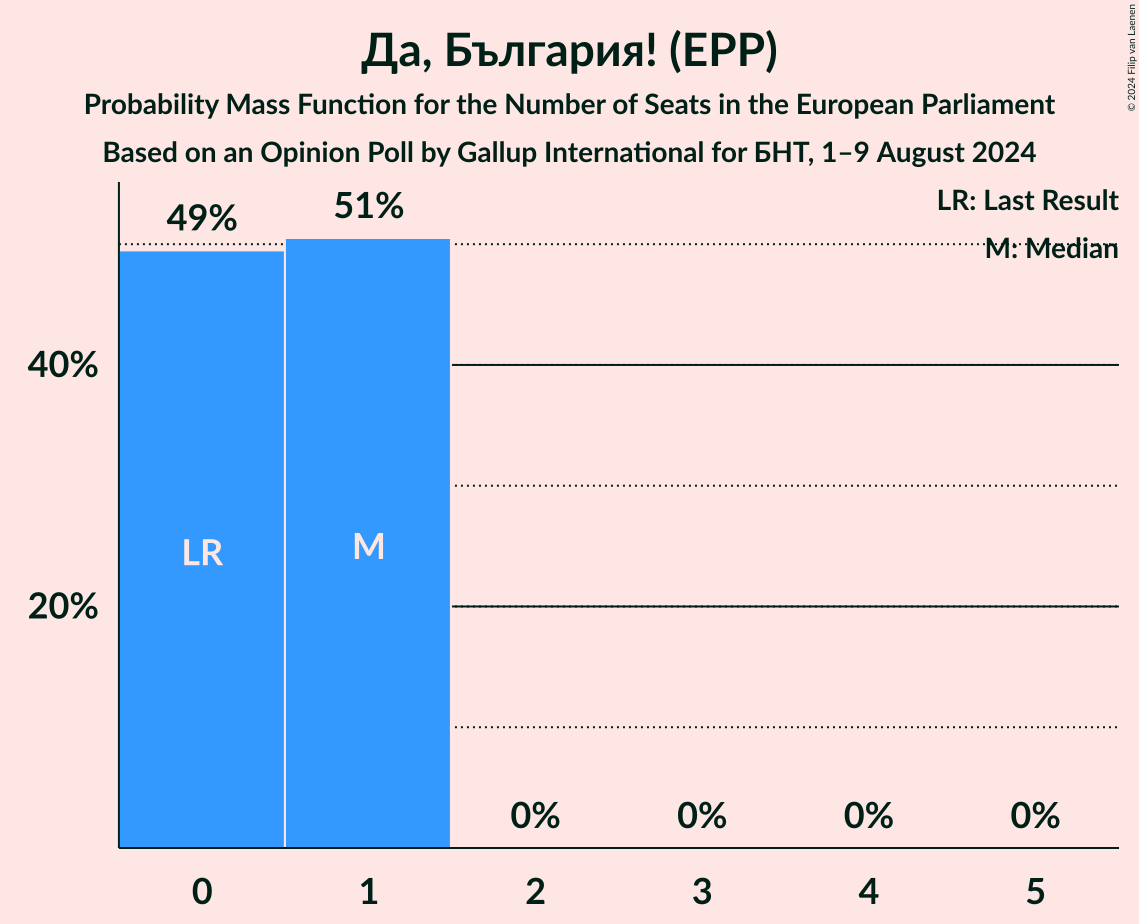 Да, България! (EPP)
Probability Mass Function for the Number of Seats in the European Parliament
Based on an Opinion Poll by Gallup International for БНТ, 1–9 August 2024
© 2024 Filip van Laenen
LR: Last Result
M: Median
49%
51%
40%
20%
LR
M
0%
0%
0%
0%
0
1
2
3
4
5